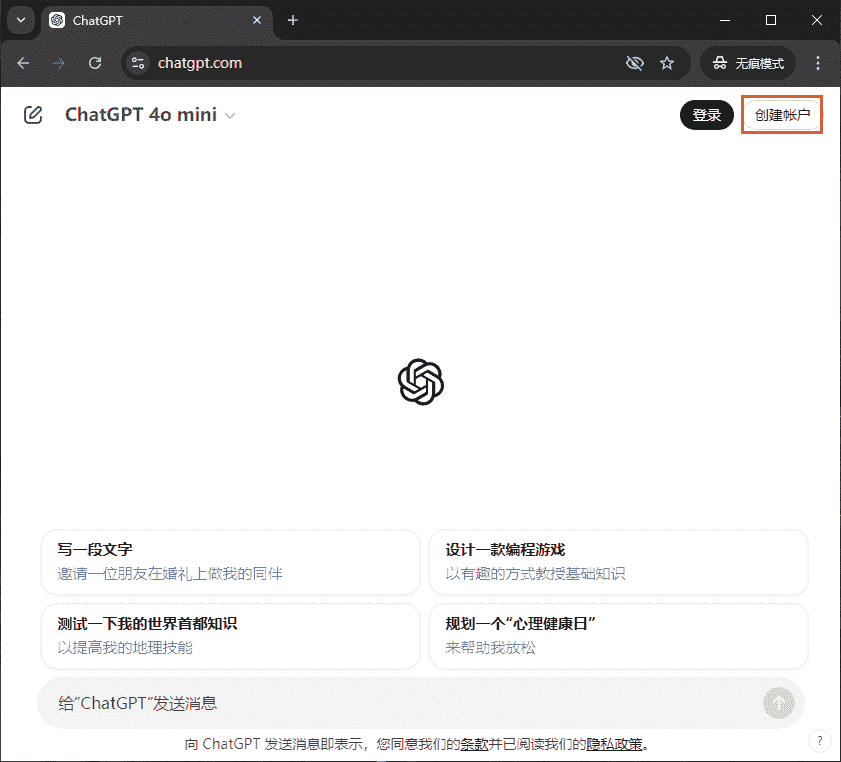 ChatGPT
chatgpt.com
无痕模式
ChatGPT 4o mini
登录
创建帐户
写一段文字
邀请一位朋友在婚礼上做我的同伴
设计一款编程游戏
以有趣的方式教授基础知识
测试一下我的世界首都知识
以提高我的地理技能
规划一个“心理健康日”
来帮助我放松
给“ChatGPT”发送消息
向 ChatGPT 发送消息即表示，您同意我们的条款并已阅读我们的隐私政策。
?